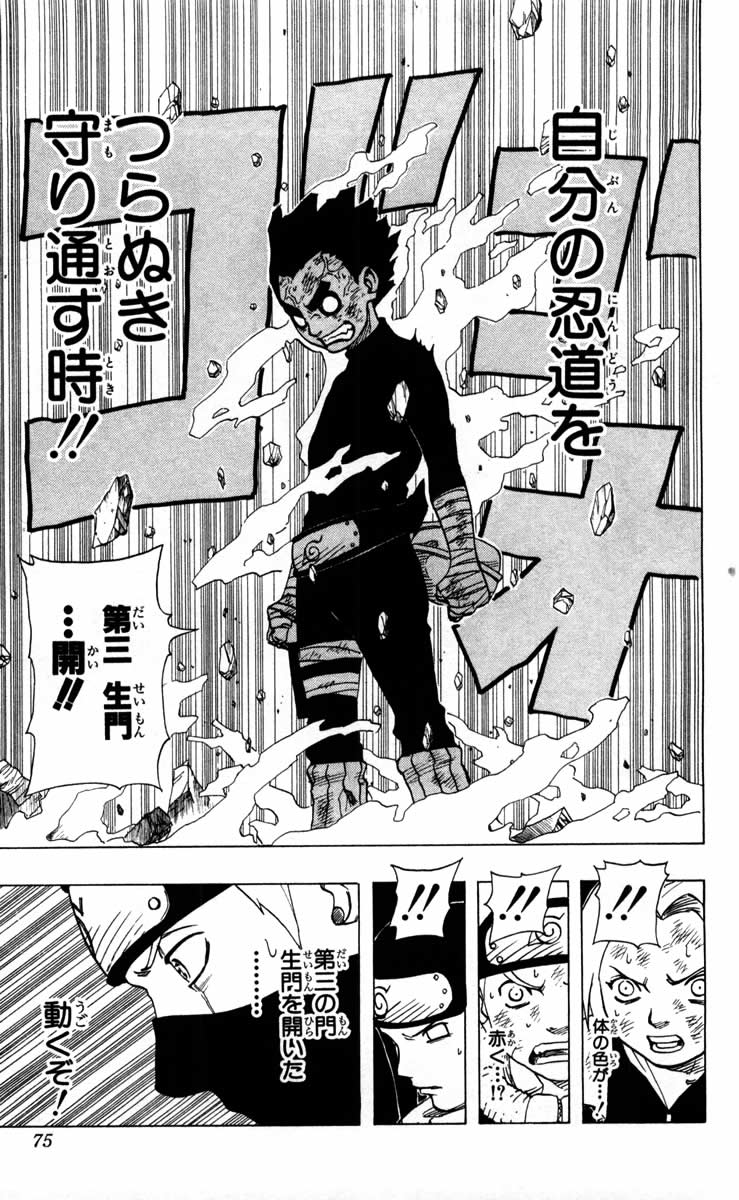 自分の忍道を
つらぬき
守り通す時!!
ゴゴオオ
第三 生門
…開!!
!!
体の色が…!
!!
赤く…!?
!!
第三の門
生門を開いた
………
動くぞ!
75